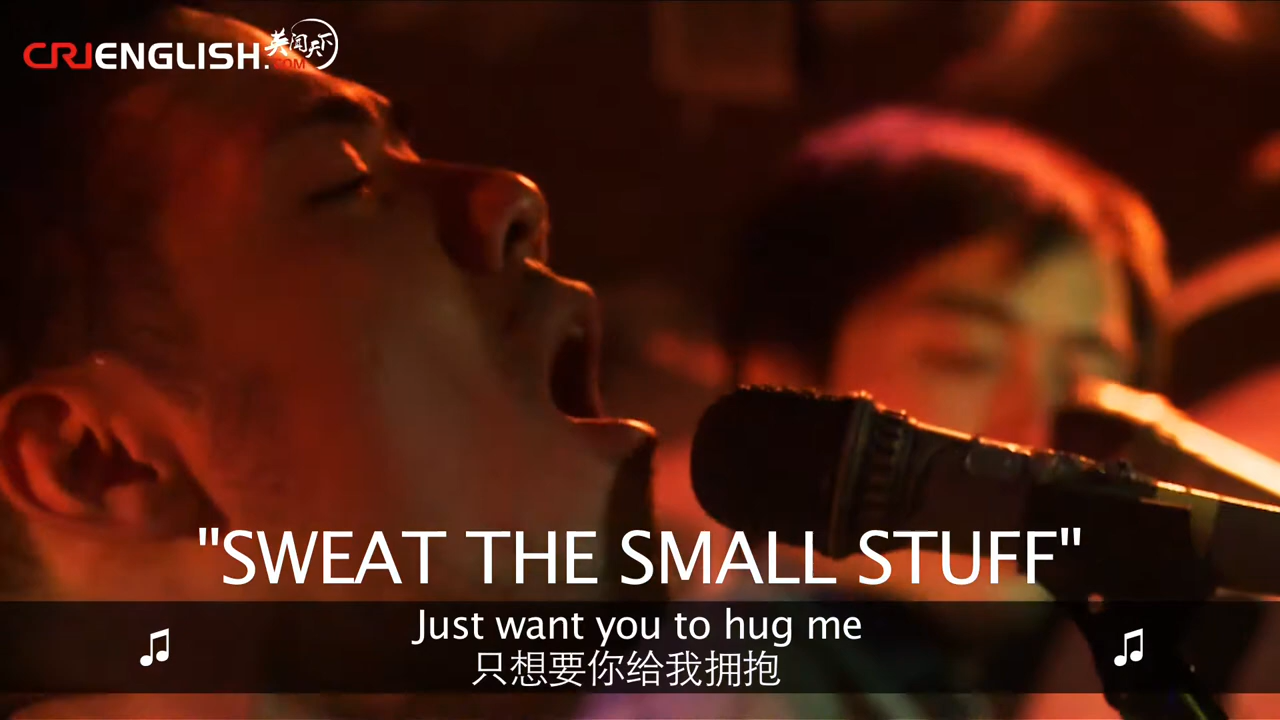 CRIENGLISH.COM
英闻天下
"SWEAT THE SMALL STUFF"
Just want you to hug me
只想要你给我拥抱